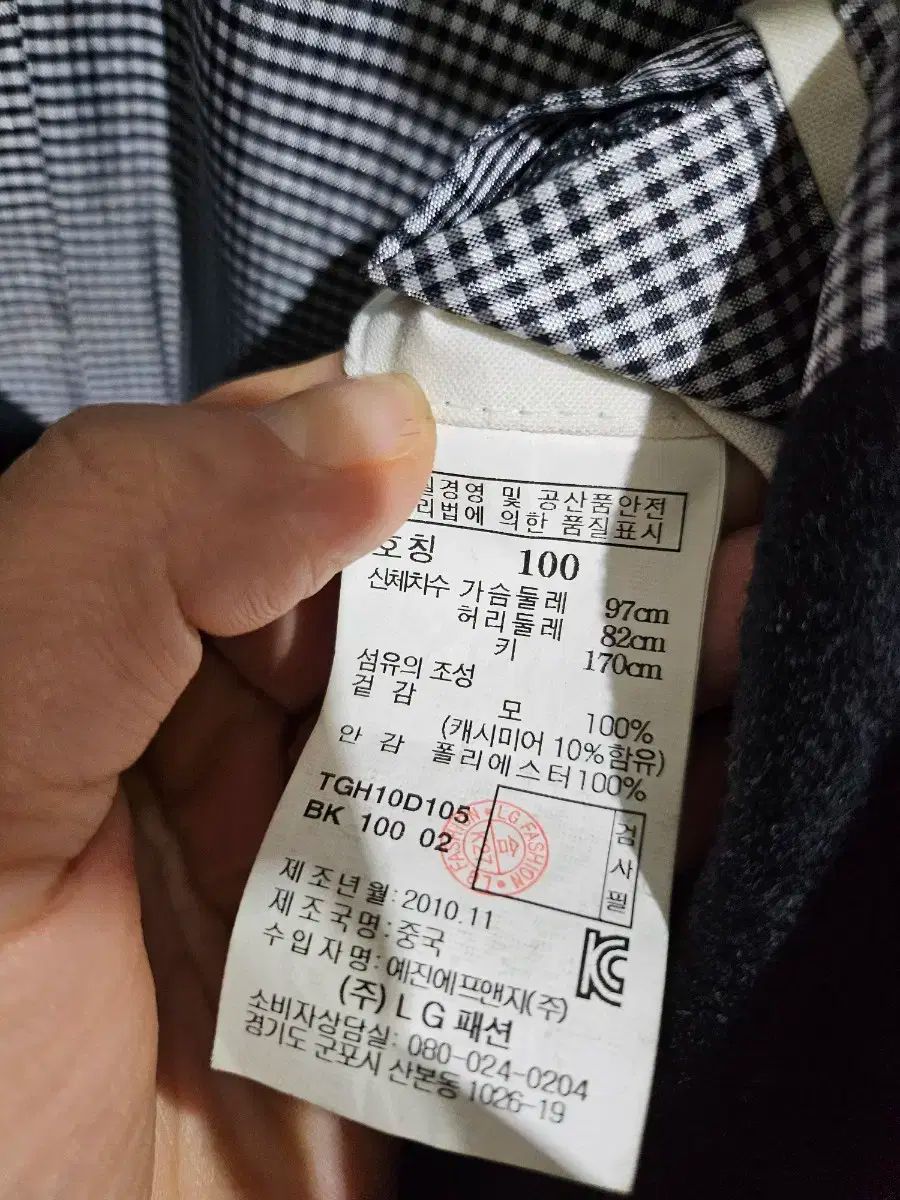 질경영 및 공산품안전
리법에 의한 품질표시
호칭 100
신체치수 가슴둘레 97cm
허리둘레 82cm
키 170cm
섬유의 조성
겉 감 모 100%
(캐시미어 10%함유)
안 감 폴리에스터100%
TGH10D105
BK 100 02
LG FASHION LG FASHION
합
검사필
제조년월: 2010.11
제조국명: 중국
수입자명: 예진에프앤지(주)
(주) L G 패션
소비자상담실: 080-024-0204
경기도 군포시 산본동 1026-19